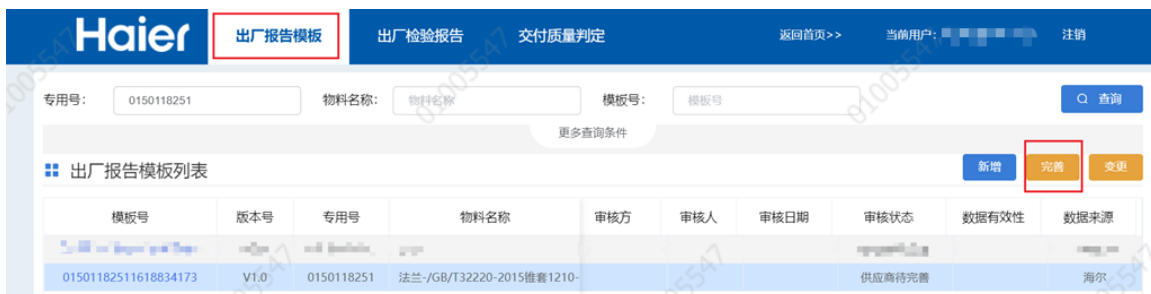 Haier 出厂报告模板 出厂检验报告 交付质量判定 返回首页>> 当前用户: 注销
专用号: 0150118251 物料名称: 物料名称 模板号: 模板号 查询
更多查询条件
出厂报告模板列表 新增 完善 变更
模板号 版本号 专用号 物料名称 审核方 审核人 审核日期 审核状态 数据有效性 数据来源
01501182511618834173 V1.0 0150118251 法兰-/GB/T32220-2015锥套1210- 供应商待完善 海尔
01005547